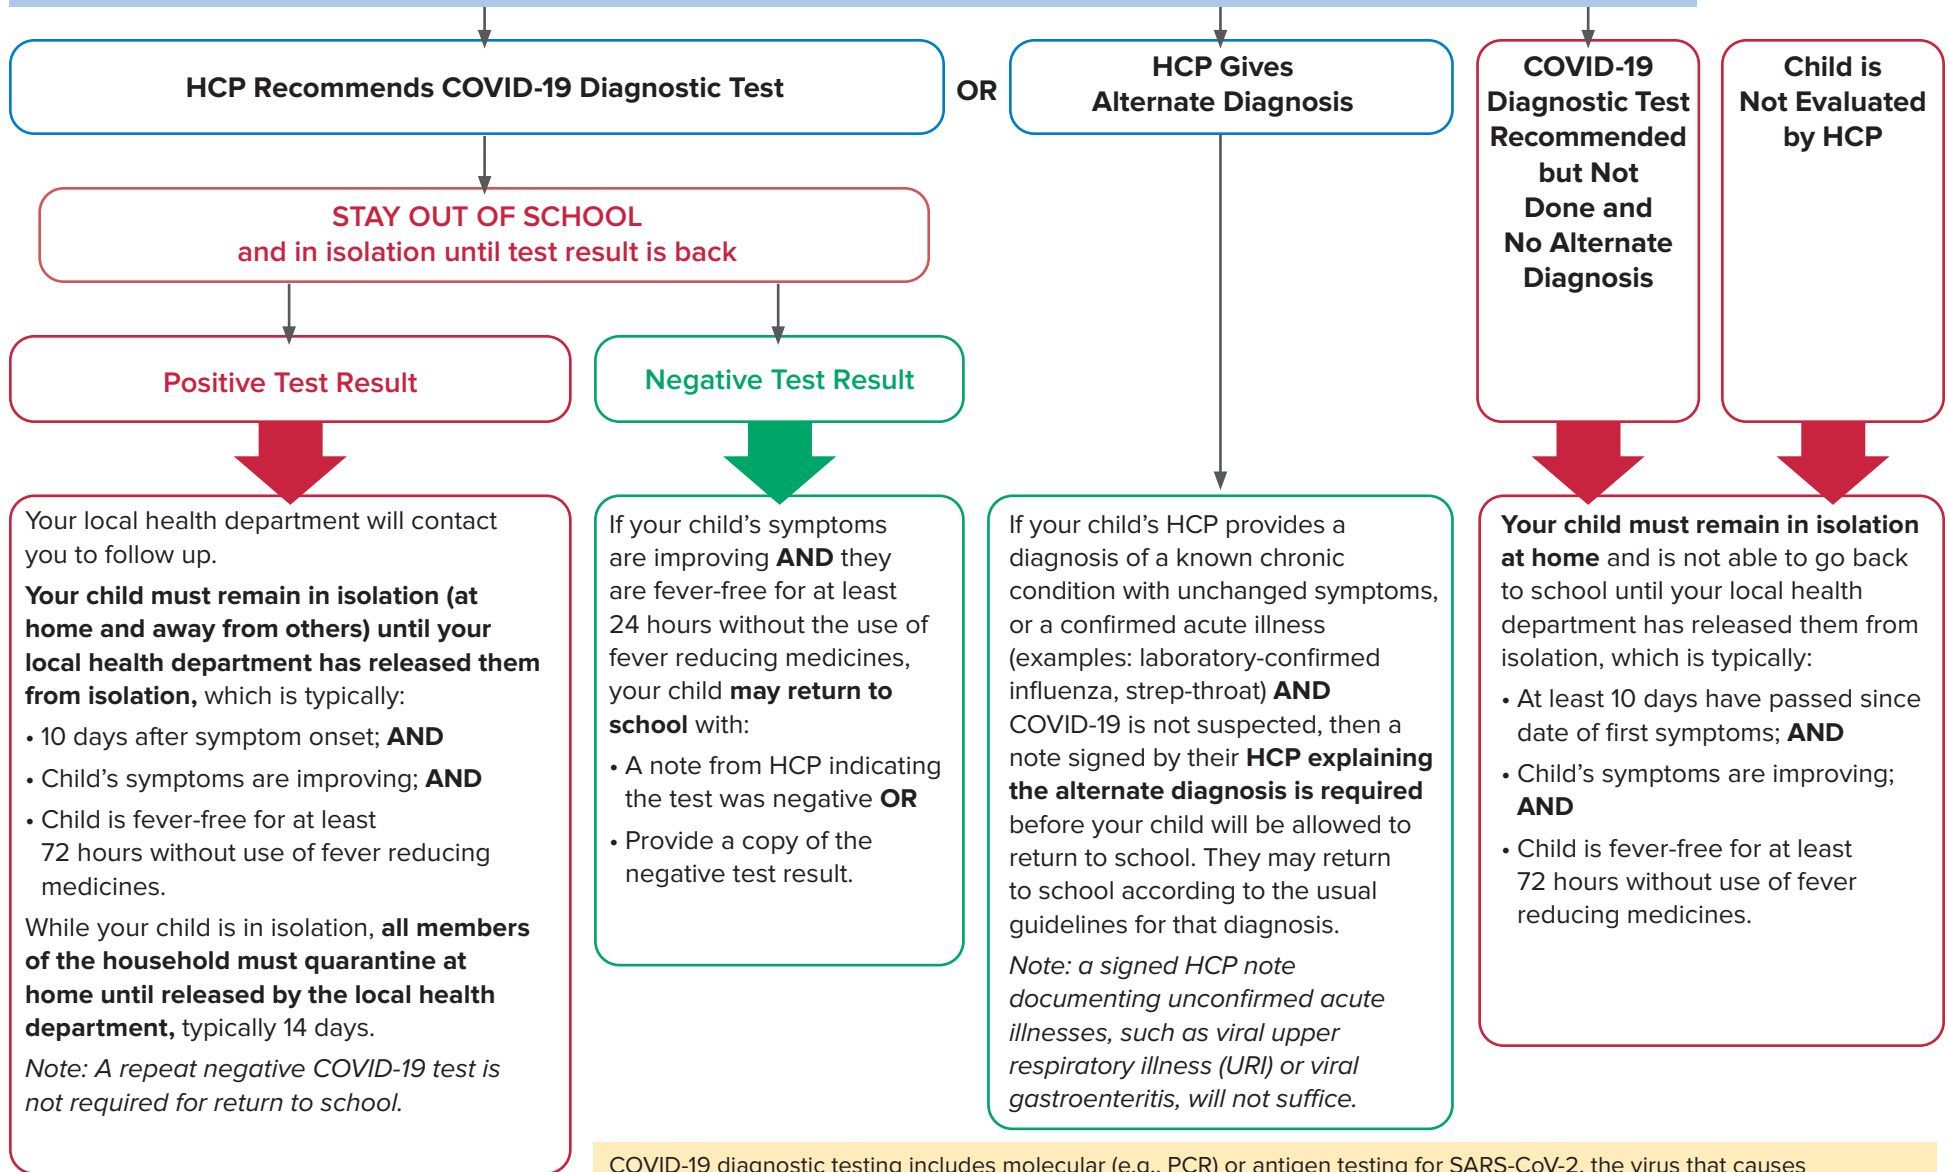 HCP Recommends COVID-19 Diagnostic Test
OR
HCP Gives
Alternate Diagnosis
COVID-19
Diagnostic Test
Recommended
but Not
Done and
No Alternate
Diagnosis
Child is
Not Evaluated
by HCP
STAY OUT OF SCHOOL
and in isolation until test result is back
Positive Test Result
Negative Test Result
Your local health department will contact
you to follow up.
Your child must remain in isolation (at
home and away from others) until your
local health department has released them
from isolation, which is typically:
• 10 days after symptom onset; AND
• Child's symptoms are improving; AND
• Child is fever-free for at least
72 hours without use of fever reducing
medicines.
While your child is in isolation, all members
of the household must quarantine at
home until released by the local health
department, typically 14 days.
Note: A repeat negative COVID-19 test is
not required for return to school.
If your child's symptoms
are improving AND they
are fever-free for at least
24 hours without the use of
fever reducing medicines,
your child may return to
school with:
• A note from HCP indicating
the test was negative OR
• Provide a copy of the
negative test result.
If your child's HCP provides a
diagnosis of a known chronic
condition with unchanged symptoms,
or a confirmed acute illness
(examples: laboratory-confirmed
influenza, strep-throat) AND
COVID-19 is not suspected, then a
note signed by their HCP explaining
the alternate diagnosis is required
before your child will be allowed to
return to school. They may return
to school according to the usual
guidelines for that diagnosis.
Note: a signed HCP note
documenting unconfirmed acute
illnesses, such as viral upper
respiratory illness (URI) or viral
gastroenteritis, will not suffice.
Your child must remain in isolation
at home and is not able to go back
to school until your local health
department has released them from
isolation, which is typically:
• At least 10 days have passed since
date of first symptoms; AND
• Child's symptoms are improving;
AND
• Child is fever-free for at least
72 hours without use of fever
reducing medicines.
COVID-19 diagnostic testing includes molecular (e.g., PCR) or antigen testing for SARS-CoV-2, the virus that causes